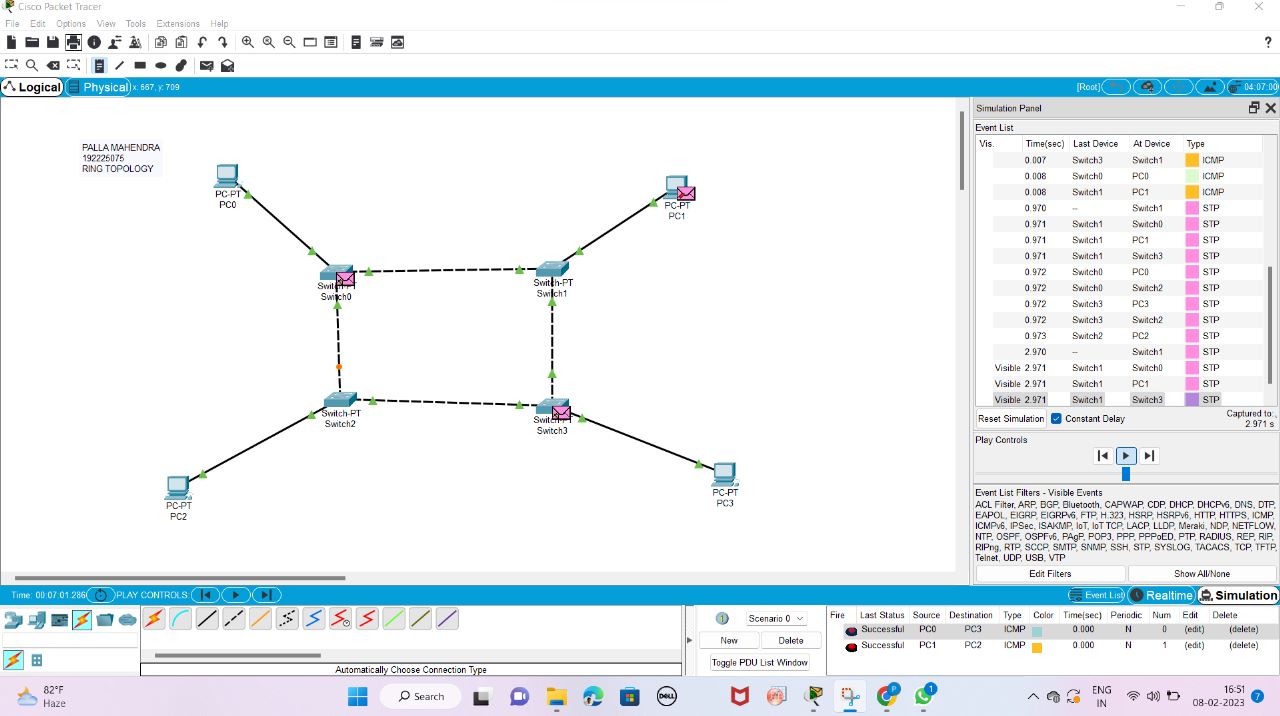 Cisco Packet Tracer
File Edit Options View Tools Extensions Help
Logical Physical x: 667, y: 709 [Root] 04:07:00
PALLA MAHENDRA
192225075
RING TOPOLOGY
PC-PT
PC0
PC-PT
PC1
Switch-PT
Switch0
Switch-PT
Switch1
Switch-PT
Switch2
Switch-PT
Switch3
PC-PT
PC2
PC-PT
PC3
Simulation Panel
Event List
Vis. Time(sec) Last Device At Device Type
0.007 Switch3 Switch1 ICMP
0.008 Switch0 PC0 ICMP
0.008 Switch1 PC1 ICMP
0.970 -- Switch1 STP
0.971 Switch1 Switch0 STP
0.971 Switch1 PC1 STP
0.971 Switch1 Switch3 STP
0.972 Switch0 PC0 STP
0.972 Switch0 Switch2 STP
0.972 Switch3 PC3 STP
0.972 Switch3 Switch2 STP
0.973 Switch2 PC2 STP
2.970 -- Switch1 STP
Visible 2.971 Switch1 Switch0 STP
Visible 2.971 Switch1 PC1 STP
Visible 2.971 Switch1 Switch3 STP
Reset Simulation Constant Delay Captured to:
2.971 s
Play Controls
Event List Filters - Visible Events
ACL Filter, ARP, BGP, Bluetooth, CAPWAP, CDP, DHCP, DHCPv6, DNS, DTP,
EAPOL, EIGRP, EIGRPv6, FTP, H.323, HSRP, HSRPv6, HTTP, HTTPS, ICMP,
ICMPv6, IPSec, ISAKMP, IoT, IoT TCP, LACP, LLDP, Meraki, NDP, NETFLOW,
NTP, OSPF, OSPFv6, PAgP, POP3, PPP, PPPoED, PTP, RADIUS, REP, RIP,
RIPng, RTP, SCCP, SMTP, SNMP, SSH, STP, SYSLOG, TACACS, TCP, TFTP,
Telnet, UDP, USB, VTP
Edit Filters Show All/None
Time: 00:07:01.286 PLAY CONTROLS: Event List Realtime Simulation
Scenario 0
New Delete
Toggle PDU List Window
Fire Last Status Source Destination Type Color Time(sec) Periodic Num Edit Delete
Successful PC0 PC3 ICMP 0.000 N 0 (edit) (delete)
Successful PC1 PC2 ICMP 0.000 N 1 (edit) (delete)
Automatically Choose Connection Type
82°F
Haze
Search
DELL
P
1
ENG
IN
16:51
08-02-2023
7